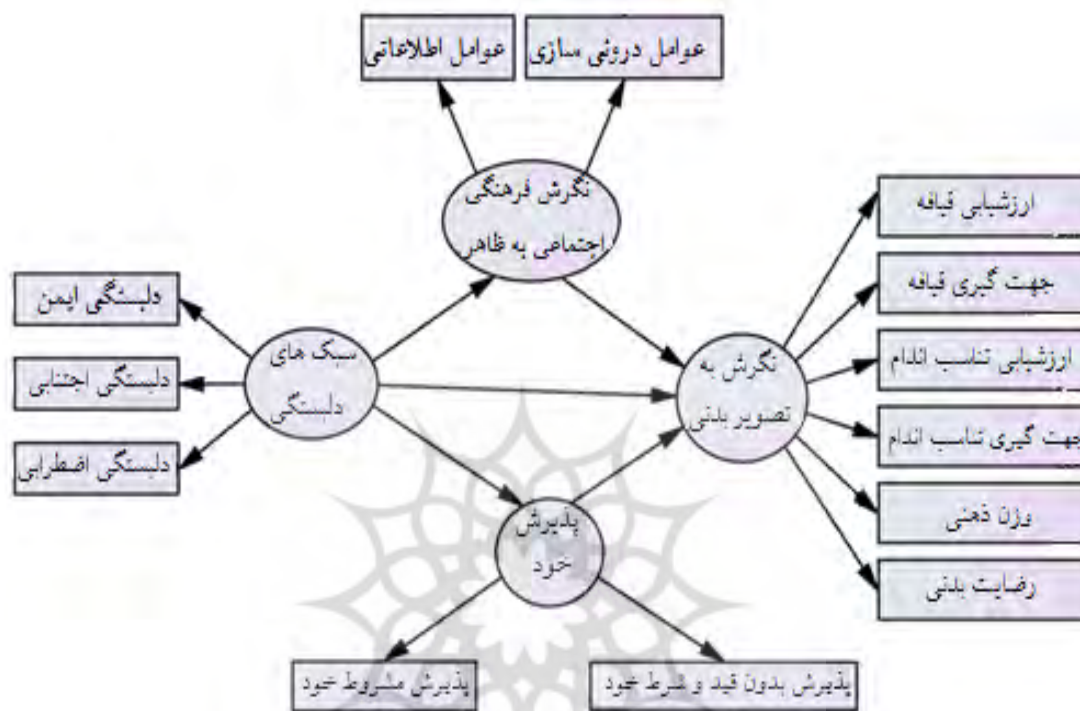 عوامل درونی سازی
عوامل اطلاعاتی
نگرش فرهنگی
اجتماعی به ظاهر
ارزشیابی قیافه
جهت گیری قیافه
ارزشیابی تناسب اندام
جهت گیری تناسب اندام
وزن ذهنی
رضایت بدنی
نگرش به
تصویر بدنی
سبک های
دلبستگی
دلبستگی ایمن
دلبستگی اجتنابی
دلبستگی اضطرابی
پذیرش
خود
پذیرش بدون قید و شرط خود
پذیرش مشروط خود